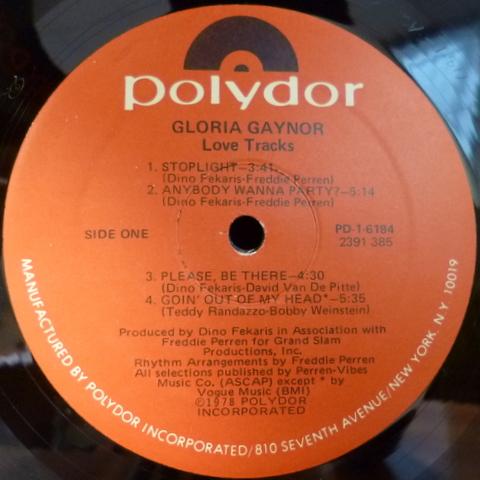 polydor
GLORIA GAYNOR
Love Tracks
1. STOPLIGHT—3:41
(Dino Fekaris-Freddie Perren)
2. ANYBODY WANNA PARTY?—5:14
(Dino Fekaris-Freddie Perren)
SIDE ONE
PD-1-6184
2391 385
3. PLEASE, BE THERE—4:30
(Dino Fekaris-David Van De Pitte)
4. GOIN' OUT OF MY HEAD*—5:35
(Teddy Randazzo-Bobby Weinstein)
Produced by Dino Fekaris in Association with
Freddie Perren for Grand Slam
Productions, Inc.
Rhythm Arrangements by Freddie Perren
All selections published by Perren-Vibes
Music Co. (ASCAP) except * by
Vogue Music (BMI)
℗1978 POLYDOR
INCORPORATED
MANUFACTURED BY POLYDOR INCORPORATED/810 SEVENTH AVENUE/NEW YORK, N.Y. 10019